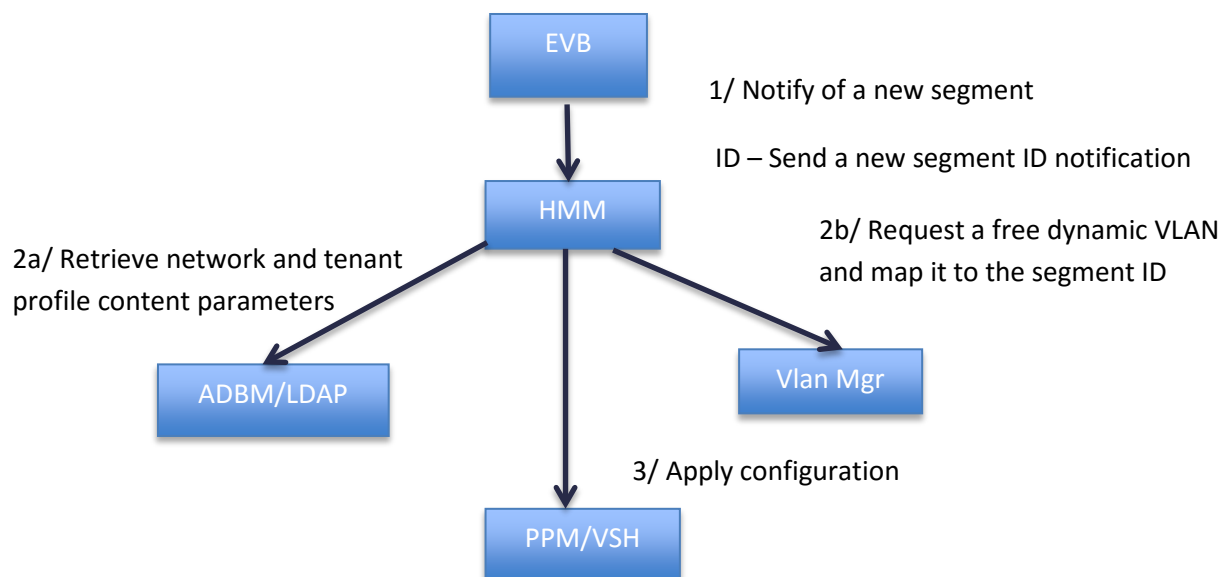 EVB
1/ Notify of a new segment
ID – Send a new segment ID notification
HMM
2a/ Retrieve network and tenant
profile content parameters
2b/ Request a free dynamic VLAN
and map it to the segment ID
ADBM/LDAP
Vlan Mgr
3/ Apply configuration
PPM/VSH